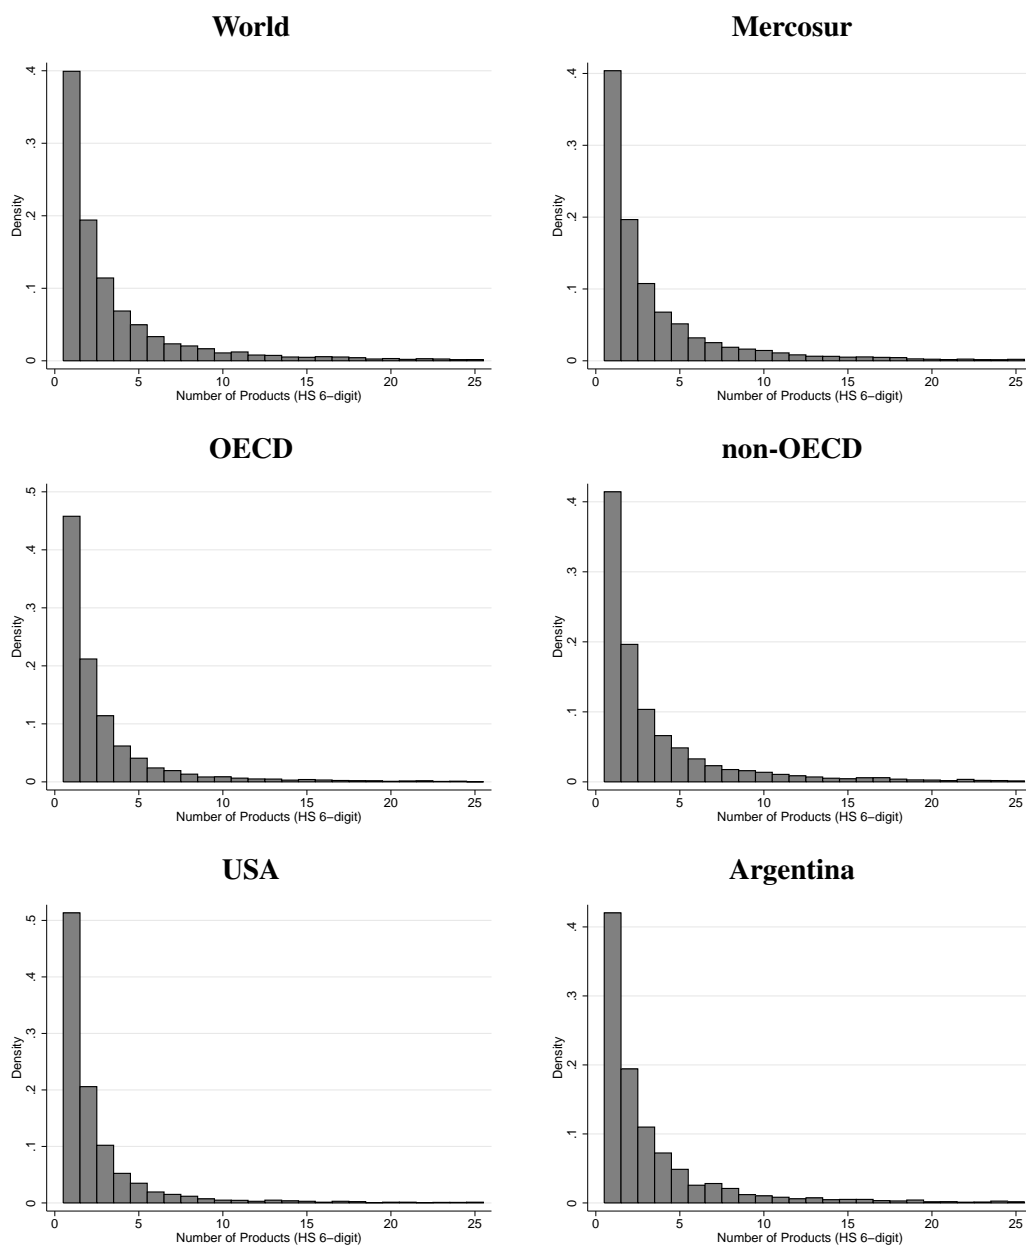 World
Mercosur
Density
0 .1 .2 .3 .4
0 5 10 15 20 25
Number of Products (HS 6−digit)
Density
0 .1 .2 .3 .4
0 5 10 15 20 25
Number of Products (HS 6−digit)
OECD
non-OECD
Density
0 .1 .2 .3 .4 .5
0 5 10 15 20 25
Number of Products (HS 6−digit)
Density
0 .1 .2 .3 .4
0 5 10 15 20 25
Number of Products (HS 6−digit)
USA
Argentina
Density
0 .1 .2 .3 .4 .5
0 5 10 15 20 25
Number of Products (HS 6−digit)
Density
0 .1 .2 .3 .4
0 5 10 15 20 25
Number of Products (HS 6−digit)